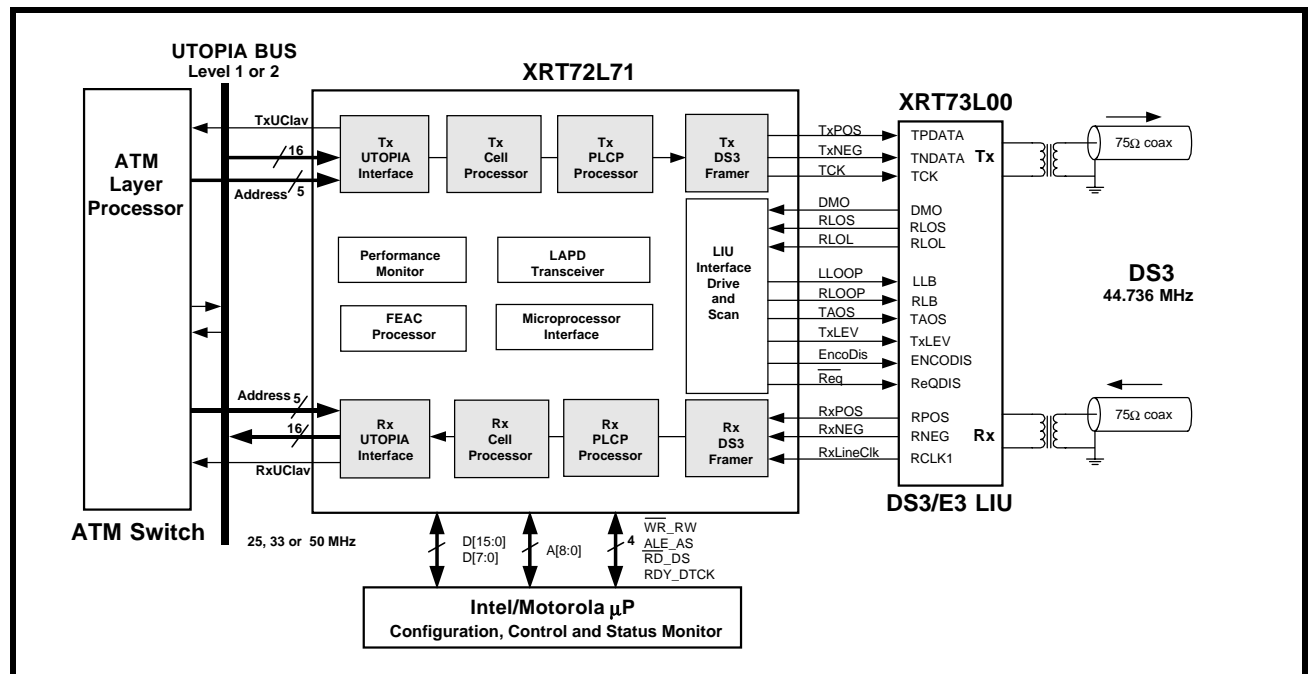 UTOPIA BUS
Level 1 or 2
XRT72L71
XRT73L00
ATM
Layer
Processor
TxUClav
16
Address
5
Tx
UTOPIA
Interface
Tx
Cell
Processor
Tx
PLCP
Processor
Tx
DS3
Framer
TxPOS
TxNEG
TCK
TPDATA
TNDATA
TCK
Tx
75Ω coax
DMO
RLOS
RLOL
DMO
RLOS
RLOL
LIU
Interface
Drive
and
Scan
Performance
Monitor
LAPD
Transceiver
FEAC
Processor
Microprocessor
Interface
LLOOP
RLOOP
TAOS
TxLEV
EncoDis
Req
LLB
RLB
TAOS
TxLEV
ENCODIS
ReQDIS
DS3
44.736 MHz
Address
5
16
RxUClav
Rx
UTOPIA
Interface
Rx
Cell
Processor
Rx
PLCP
Processor
Rx
DS3
Framer
RxPOS
RxNEG
RxLineClk
RPOS
RNEG
RCLK1
Rx
75Ω coax
DS3/E3 LIU
ATM Switch
25, 33 or 50 MHz
D[15:0]
D[7:0]
A[8:0]
4
WR_RW
ALE_AS
RD_DS
RDY_DTCK
Intel/Motorola μP
Configuration, Control and Status Monitor